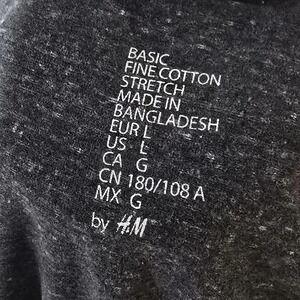 BASIC
FINE COTTON
STRETCH
MADE IN
BANGLADESH
EUR L
US L
CA G
CN 180/108 A
MX G
by H&M